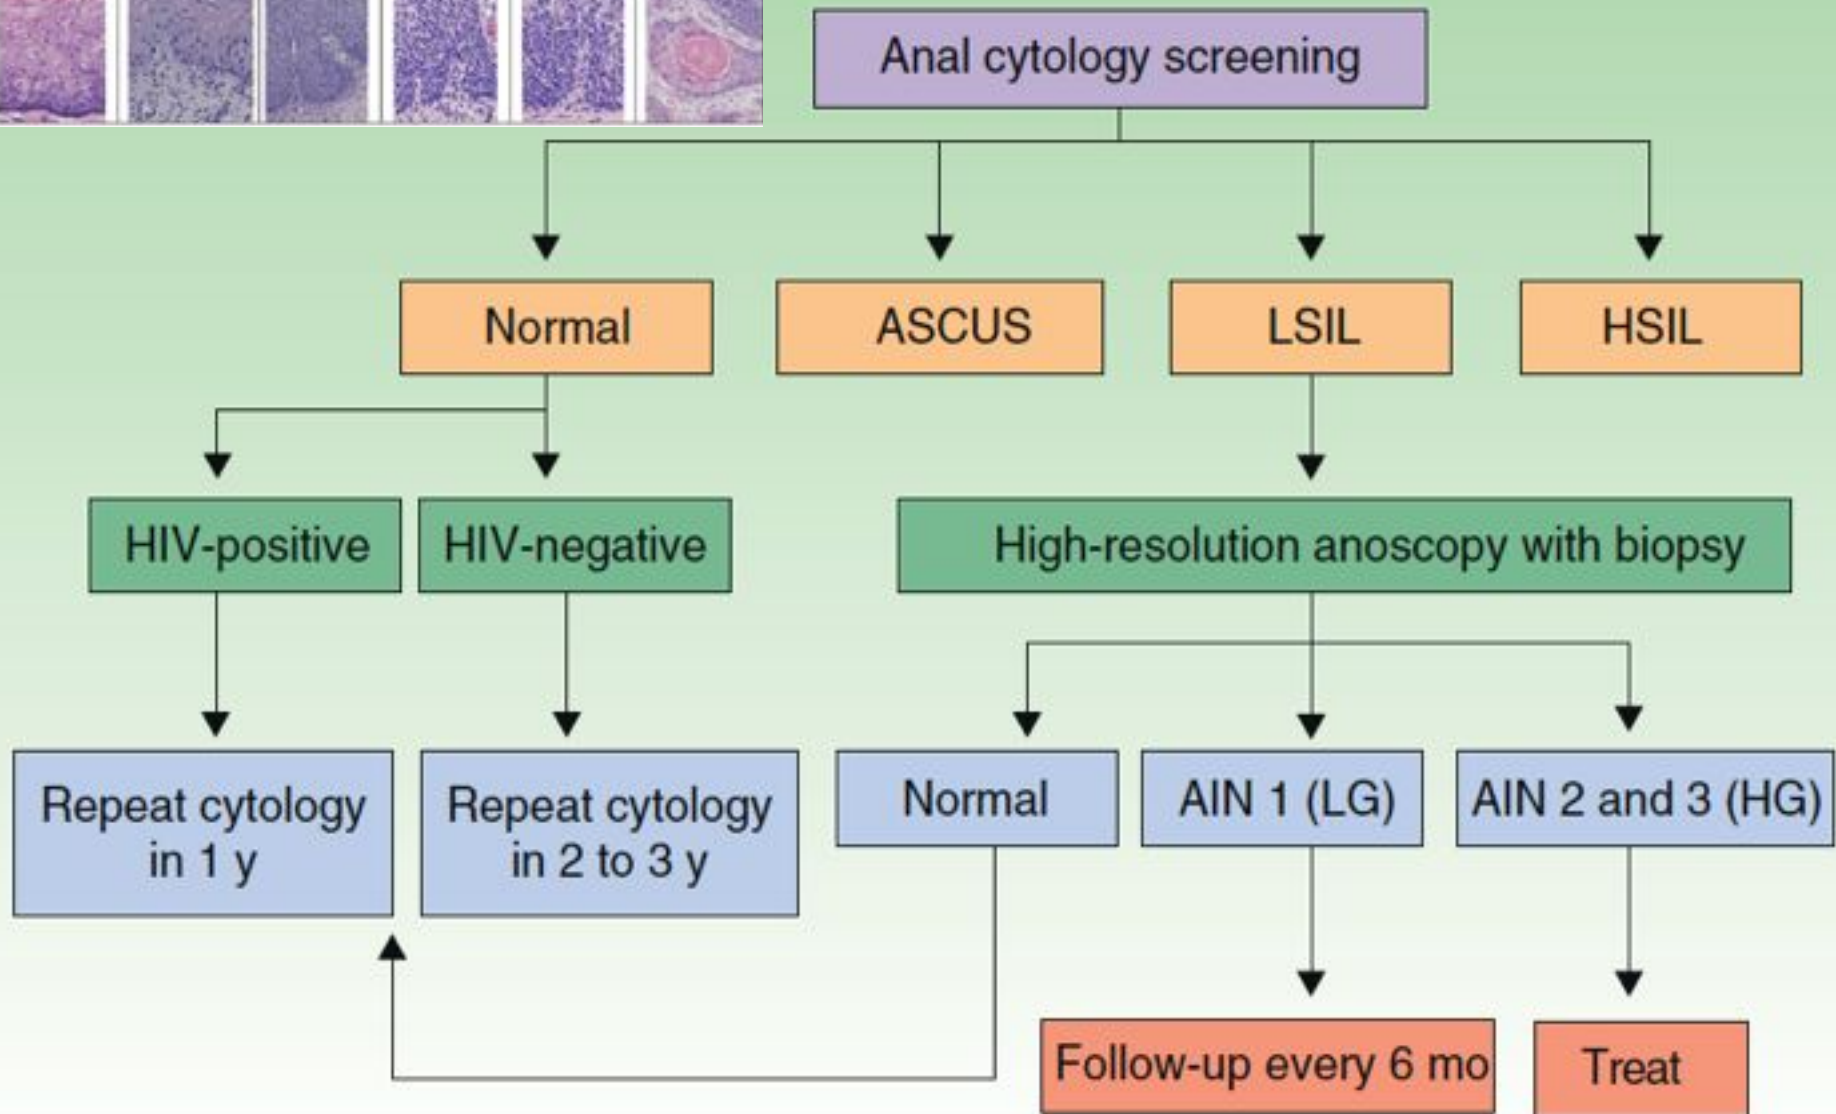 Anal cytology screening
Normal
ASCUS
LSIL
HSIL
HIV-positive
HIV-negative
High-resolution anoscopy with biopsy
Repeat cytology
in 1 y
Repeat cytology
in 2 to 3 y
Normal
AIN 1 (LG)
AIN 2 and 3 (HG)
Follow-up every 6 mo
Treat